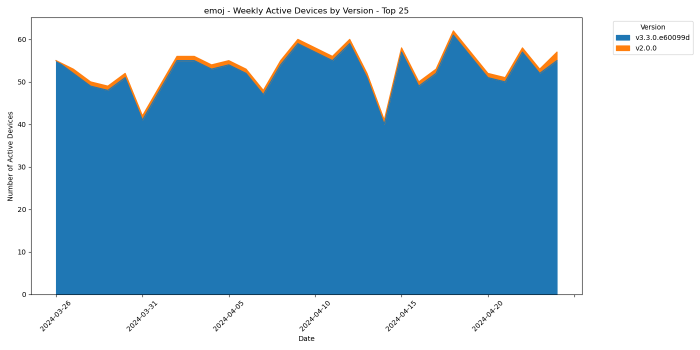 emoj - Weekly Active Devices by Version - Top 25
Version
v3.3.0.e60099d
v2.0.0
Number of Active Devices
60
50
40
30
20
10
0
2024-03-26
2024-03-31
2024-04-05
2024-04-10
2024-04-15
2024-04-20
Date